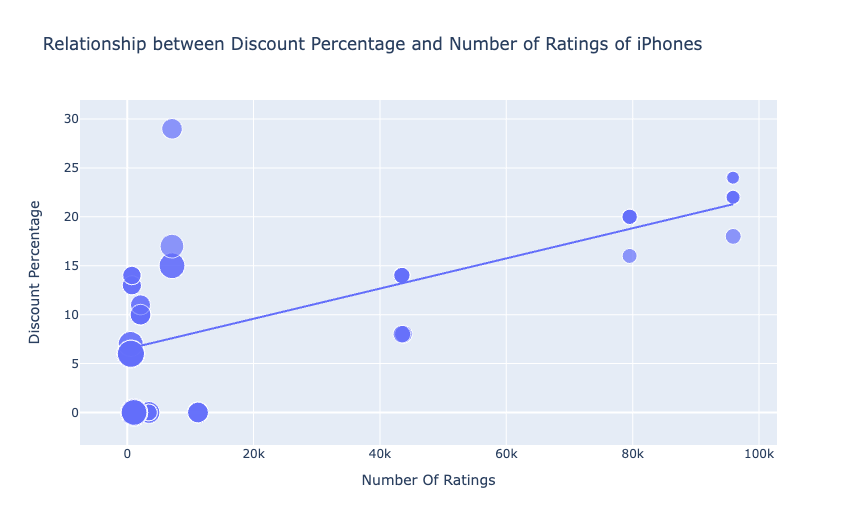 Relationship between Discount Percentage and Number of Ratings of iPhones
Discount Percentage
30
25
20
15
10
5
0
0
20k
40k
60k
80k
100k
Number Of Ratings